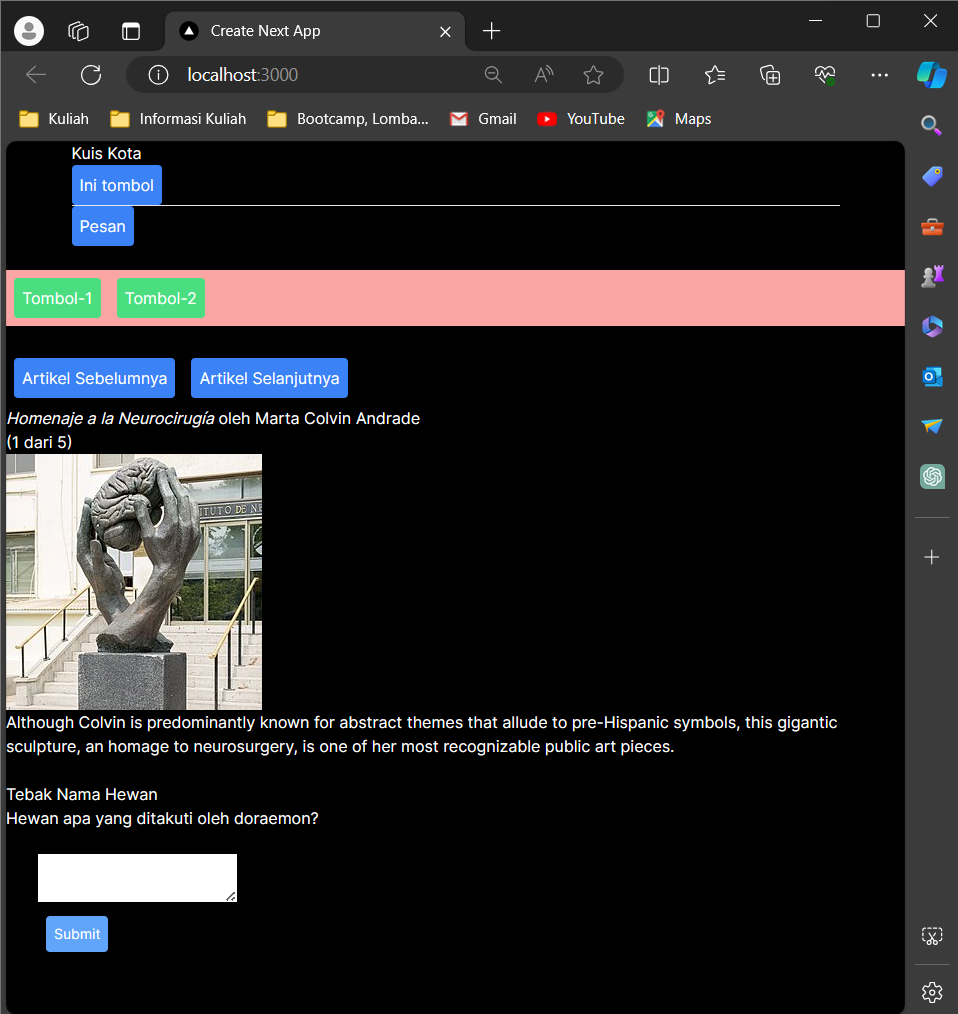 Create Next App
localhost:3000
Kuliah Informasi Kuliah Bootcamp, Lomba... Gmail YouTube Maps
Kuis Kota
Ini tombol
Pesan
Tombol-1 Tombol-2
Artikel Sebelumnya Artikel Selanjutnya
Homenaje a la Neurocirugía oleh Marta Colvin Andrade
(1 dari 5)
TITUTO DE NE
Although Colvin is predominantly known for abstract themes that allude to pre-Hispanic symbols, this gigantic
sculpture, an homage to neurosurgery, is one of her most recognizable public art pieces.
Tebak Nama Hewan
Hewan apa yang ditakuti oleh doraemon?
Submit